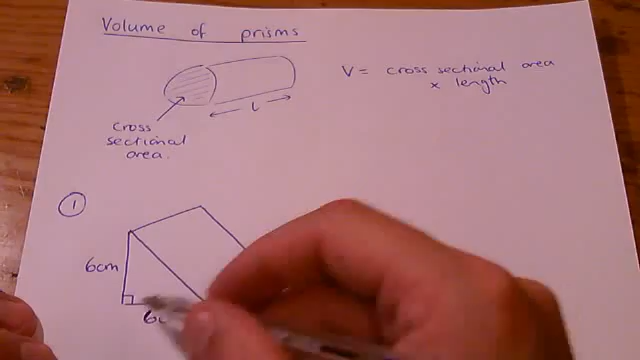 Volume of prisms
V = cross sectional area
x length
L
cross
sectional
area.
1
6cm